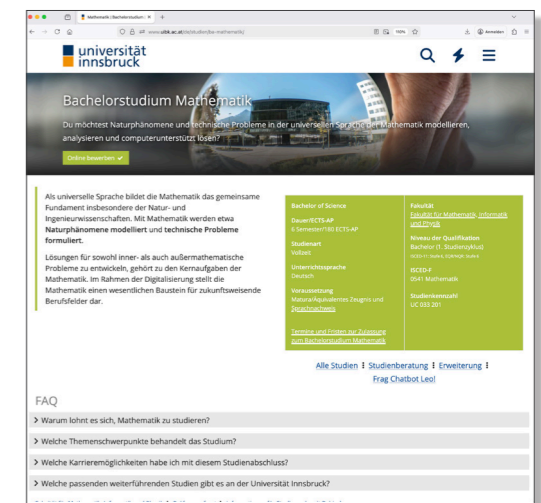 Mathematik (Bachelorstudium)
www.uibk.ac.at/de/studien/ba-mathematik/
110%
Anmelden
universität
innsbruck
Bachelorstudium Mathematik
Du möchtest Naturphänomene und technische Probleme in der universellen Sprache der Mathematik modellieren,
analysieren und computerunterstützt lösen?
Online bewerben ✔
Als universelle Sprache bildet die Mathematik das gemeinsame
Fundament insbesondere der Natur- und
Ingenieurwissenschaften. Mit Mathematik werden etwa
Naturphänomene modelliert und technische Probleme
formuliert.
Lösungen für sowohl inner- als auch außermathematische
Probleme zu entwickeln, gehört zu den Kernaufgaben der
Mathematik. Im Rahmen der Digitalisierung stellt die
Mathematik einen wesentlichen Baustein für zukunftsweisende
Berufsfelder dar.
Bachelor of Science
Dauer/ECTS-AP
6 Semester/180 ECTS-AP
Studienart
Vollzeit
Unterrichtssprache
Deutsch
Voraussetzung
Matura/Äquivalentes Zeugnis und
Sprachnachweis
Termine und Fristen zur Zulassung
zum Bachelorstudium Mathematik
Fakultät
Fakultät für Mathematik, Informatik
und Physik
Niveau der Qualifikation
Bachelor (1. Studienzyklus)
ISCED-F
0541 Mathematik
Studienkennzahl
UC 033 201
Alle Studien ⁝ Studienberatung ⁝ Erweiterung ⁝
Frag Chatbot Leo!
FAQ
Warum lohnt es sich, Mathematik zu studieren?
Welche Themenschwerpunkte behandelt das Studium?
Welche Karrieremöglichkeiten habe ich mit diesem Studienabschluss?
Welche passenden weiterführenden Studien gibt es an der Universität Innsbruck?